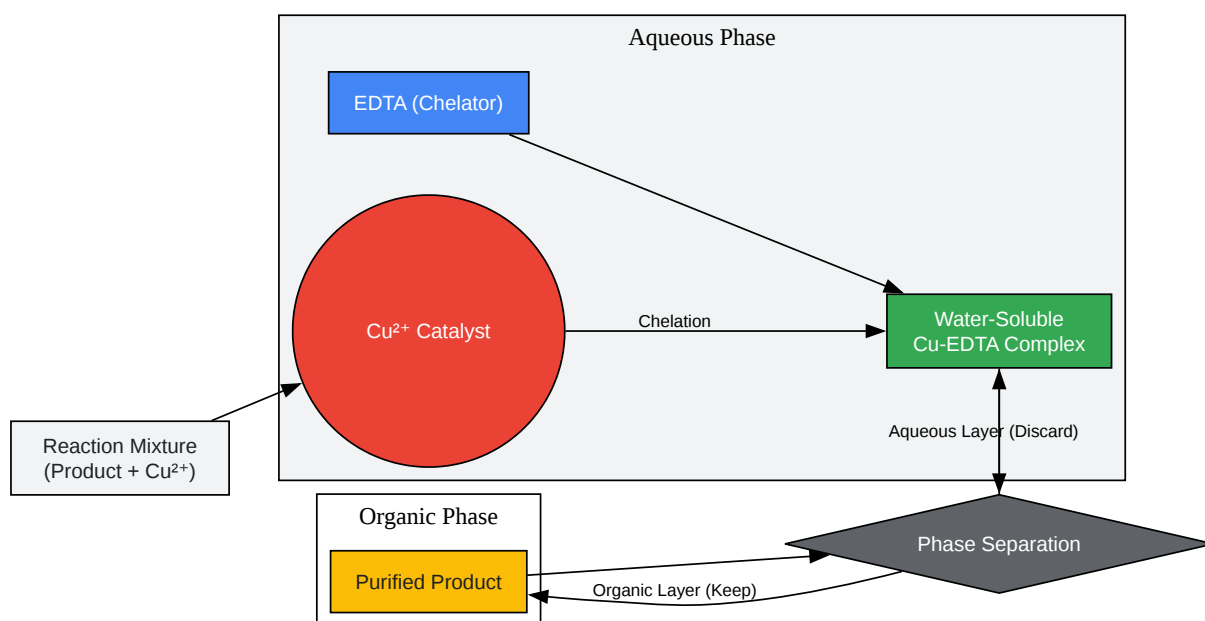 Aqueous Phase
EDTA (Chelator)
Cu²⁺ Catalyst
Chelation
Water-Soluble
Cu-EDTA Complex
Reaction Mixture
(Product + Cu²⁺)
Aqueous Layer (Discard)
Organic Phase
Purified Product
Organic Layer (Keep)
Phase Separation